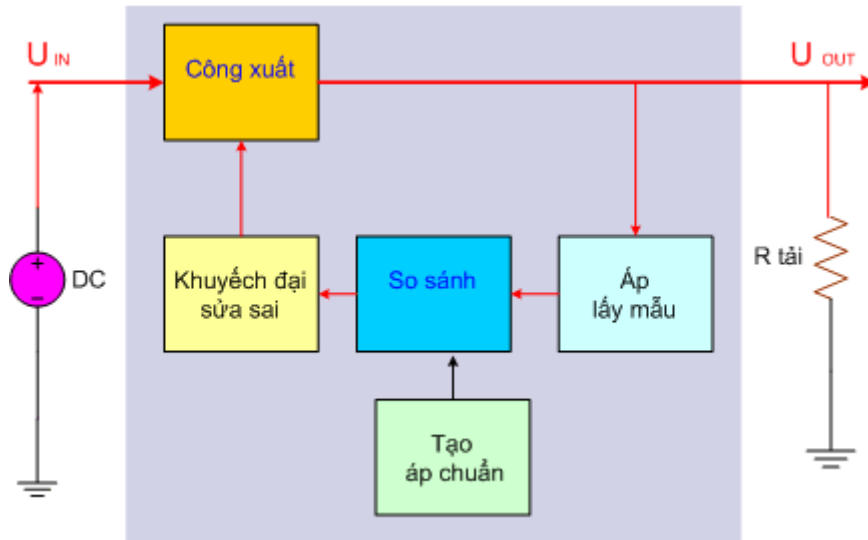 U IN
Công xuất
U OUT
DC
Khuyếch đại
sửa sai
So sánh
Áp
lấy mẫu
R tải
Tạo
áp chuẩn